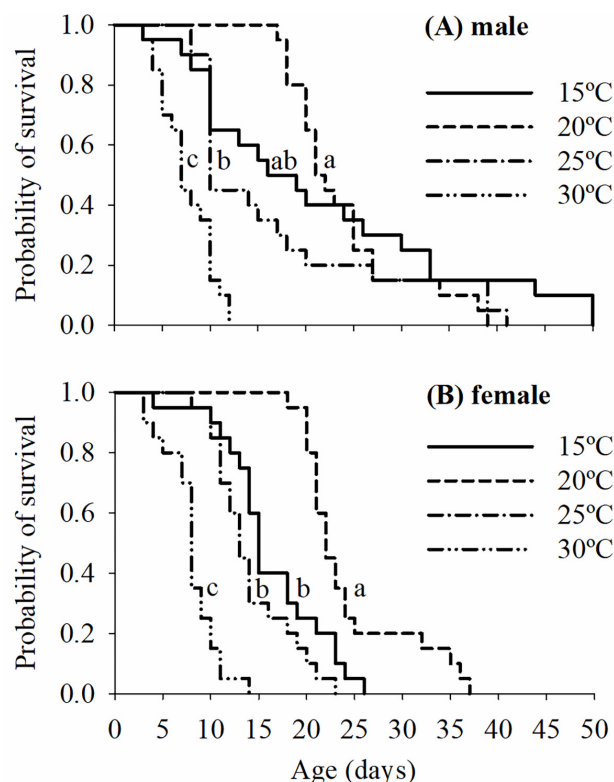 (A) male
Probability of survival
1.0
0.8
0.6
0.4
0.2
0.0
15ºC
20ºC
25ºC
30ºC
c b ab a
(B) female
Probability of survival
1.0
0.8
0.6
0.4
0.2
0.0
15ºC
20ºC
25ºC
30ºC
c b b a
0 5 10 15 20 25 30 35 40 45 50
Age (days)